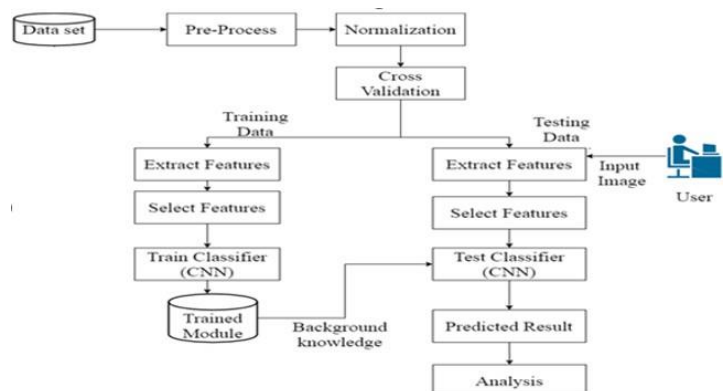 Data set
Pre-Process
Normalization
Cross
Validation
Training
Data
Testing
Data
Extract Features
Extract Features
Input
Image
User
Select Features
Select Features
Train Classifier
(CNN)
Test Classifier
(CNN)
Trained
Module
Background
knowledge
Predicted Result
Analysis